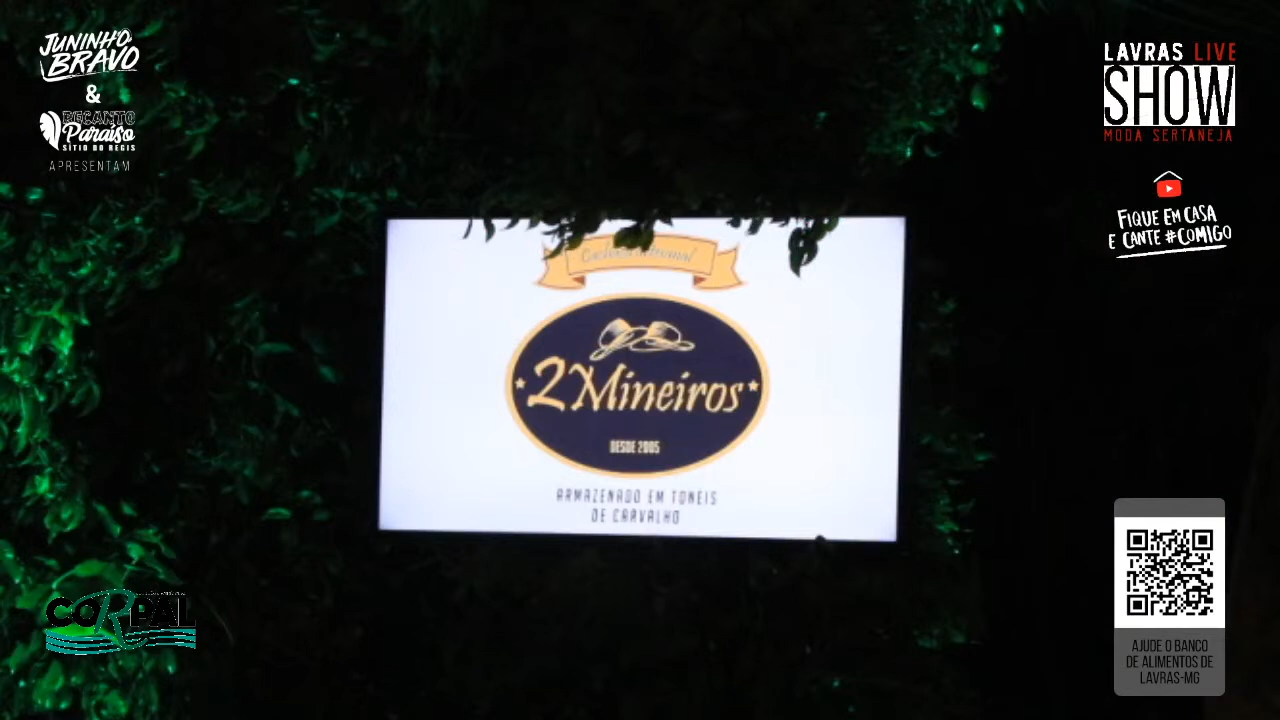 JUNINHO
BRAVO
&
RECANTO
Paraíso
SÍTIO DO REGIS
APRESENTAM
LAVRAS LIVE
SHOW
MODA SERTANEJA
FIQUE EM CASA
E CANTE #COMIGO
2 Mineiros
DESDE 2005
ARMAZENADO EM TONÉIS
DE CARVALHO
CORPAL
AJUDE O BANCO
DE ALIMENTOS DE
LAVRAS-MG